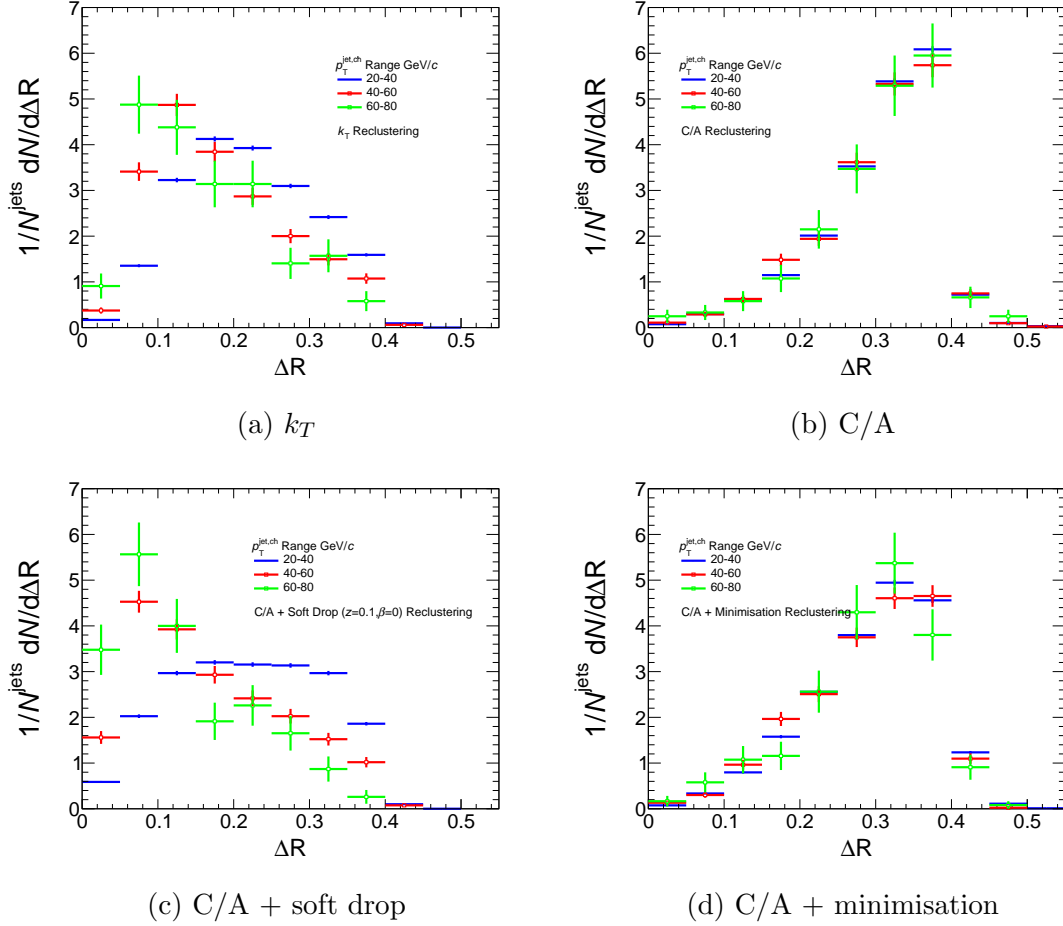 7
6
5
4
3
2
1
0
1/N^jets dN/dΔR
p_T^jet,ch Range GeV/c
20-40
40-60
60-80
k_T Reclustering
0 0.1 0.2 0.3 0.4 0.5
ΔR
(a) k_T
7
6
5
4
3
2
1
0
1/N^jets dN/dΔR
p_T^jet,ch Range GeV/c
20-40
40-60
60-80
C/A Reclustering
0 0.1 0.2 0.3 0.4 0.5
ΔR
(b) C/A
7
6
5
4
3
2
1
0
1/N^jets dN/dΔR
p_T^jet,ch Range GeV/c
20-40
40-60
60-80
C/A + Soft Drop (z=0.1,β=0) Reclustering
0 0.1 0.2 0.3 0.4 0.5
ΔR
(c) C/A + soft drop
7
6
5
4
3
2
1
0
1/N^jets dN/dΔR
p_T^jet,ch Range GeV/c
20-40
40-60
60-80
C/A + Minimisation Reclustering
0 0.1 0.2 0.3 0.4 0.5
ΔR
(d) C/A + minimisation